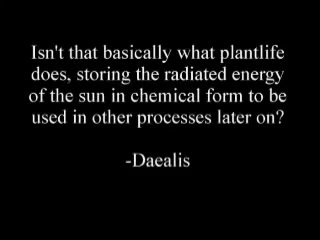 Isn't that basically what plantlife
does, storing the radiated energy
of the sun in chemical form to be
used in other processes later on?
-Daealis